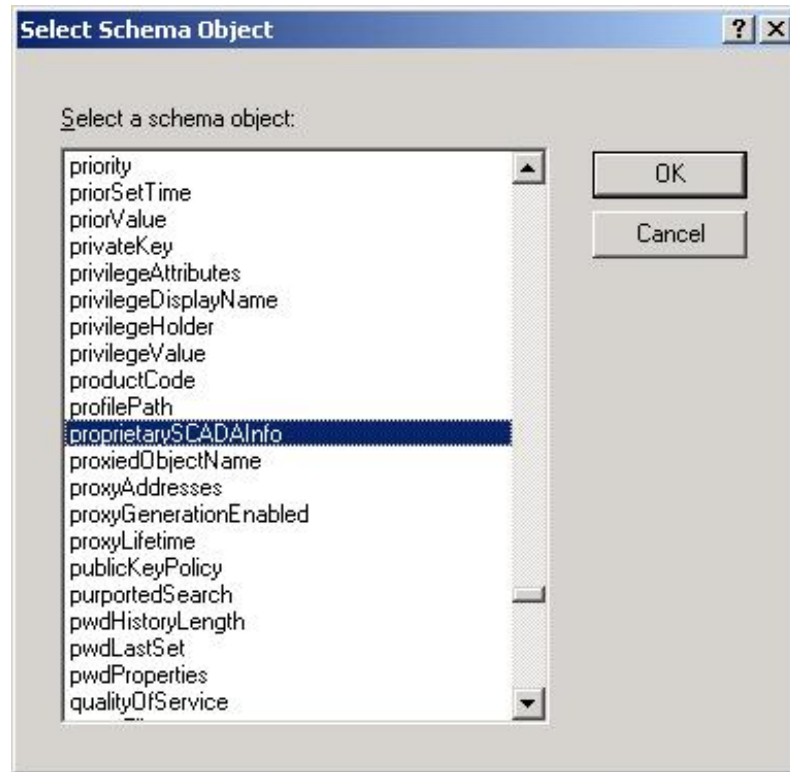 Select Schema Object
Select a schema object:
priority
priorSetTime
priorValue
privateKey
privilegeAttributes
privilegeDisplayName
privilegeHolder
privilegeValue
productCode
profilePath
proprietarySCADAInfo
proxiedObjectName
proxyAddresses
proxyGenerationEnabled
proxyLifetime
publicKeyPolicy
purportedSearch
pwdHistoryLength
pwdLastSet
pwdProperties
qualityOfService
OK
Cancel